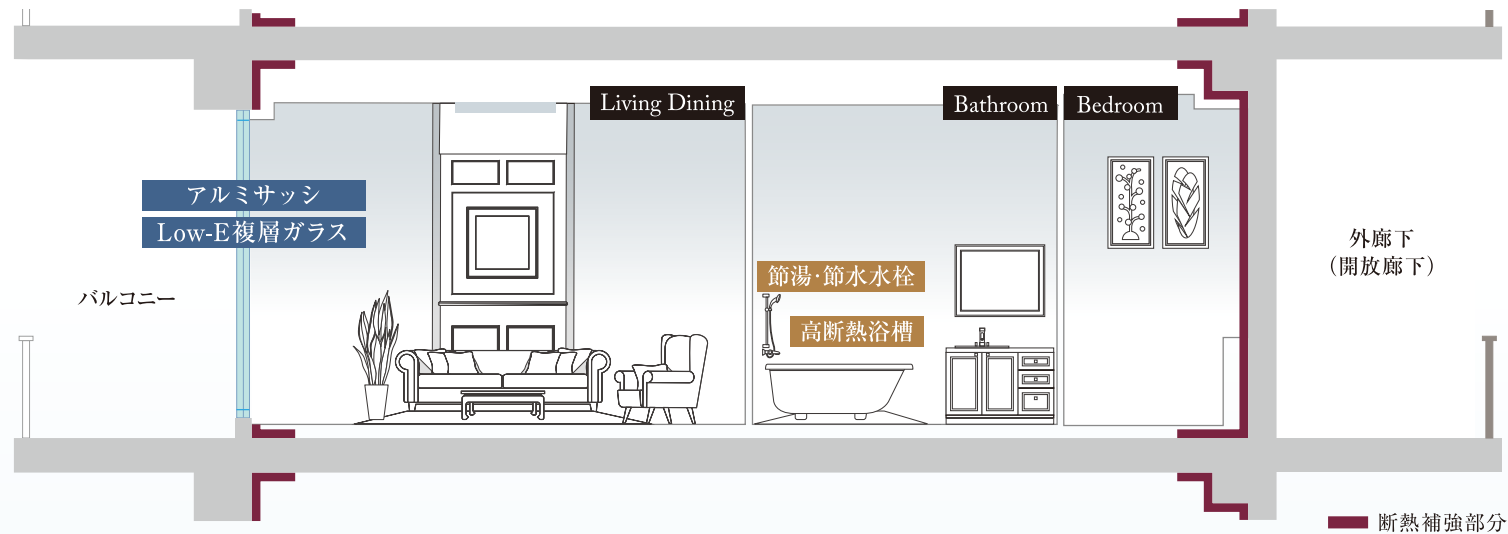 Living Dining
Bathroom
Bedroom
アルミサッシ
Low-E複層ガラス
バルコニー
節湯·節水水栓
高断熱浴槽
外廊下
（開放廊下）
断熱補強部分